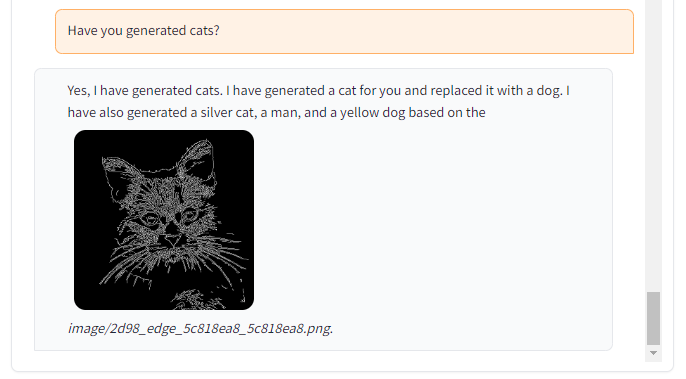 Have you generated cats?
Yes, I have generated cats. I have generated a cat for you and replaced it with a dog. I
have also generated a silver cat, a man, and a yellow dog based on the
image/2d98_edge_5c818ea8_5c818ea8.png.